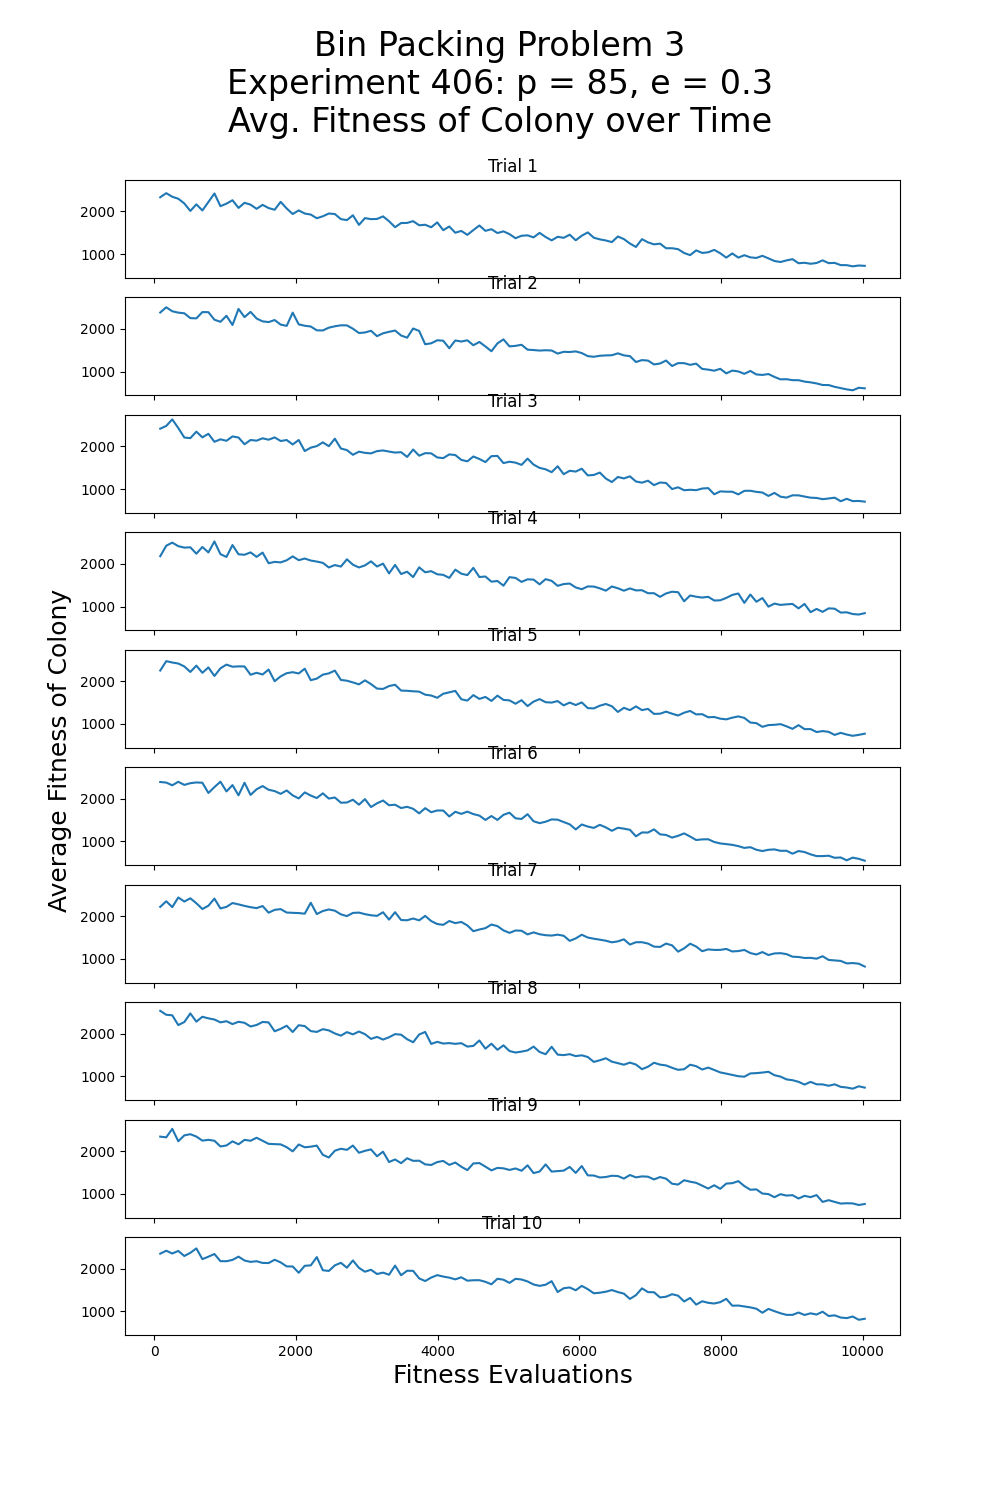 Bin Packing Problem 3
Experiment 406: p = 85, e = 0.3
Avg. Fitness of Colony over Time
Trial 1
2000
1000
Trial 2
2000
1000
Trial 3
2000
1000
Trial 4
2000
1000
Trial 5
2000
1000
Trial 6
2000
1000
Trial 7
2000
1000
Trial 8
2000
1000
Trial 9
2000
1000
Trial 10
2000
1000
0 2000 4000 6000 8000 10000
Fitness Evaluations
Average Fitness of Colony